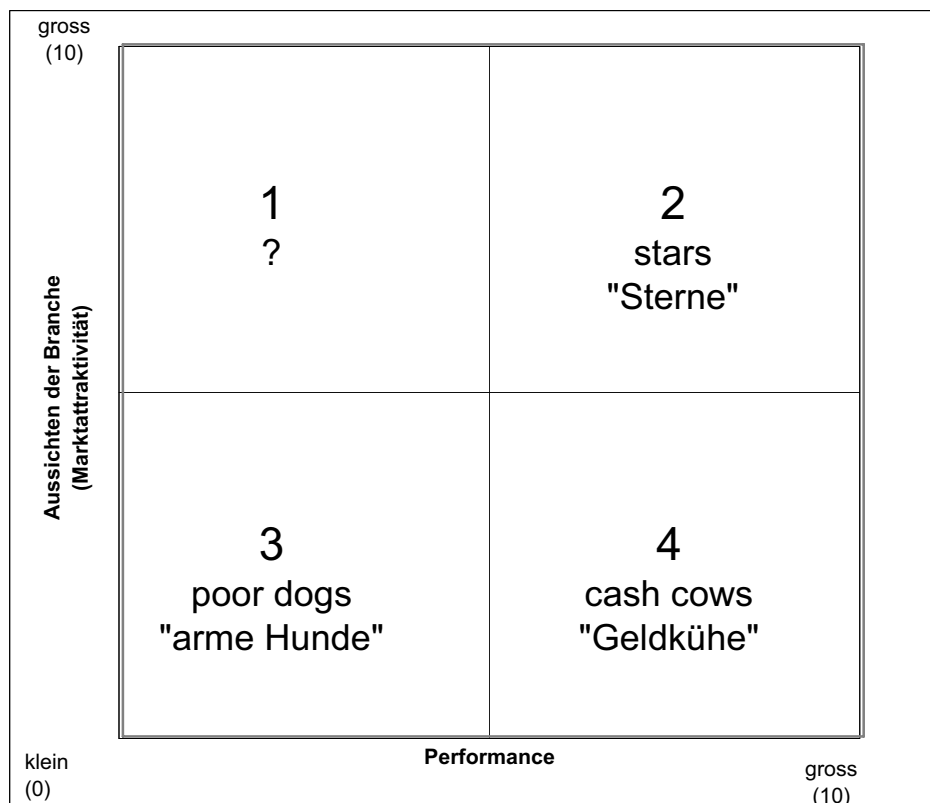 gross
(10)
1
?
2
stars
"Sterne"
Aussichten der Branche
(Marktattraktivität)
3
poor dogs
"arme Hunde"
4
cash cows
"Geldkühe"
klein
(0)
Performance
gross
(10)